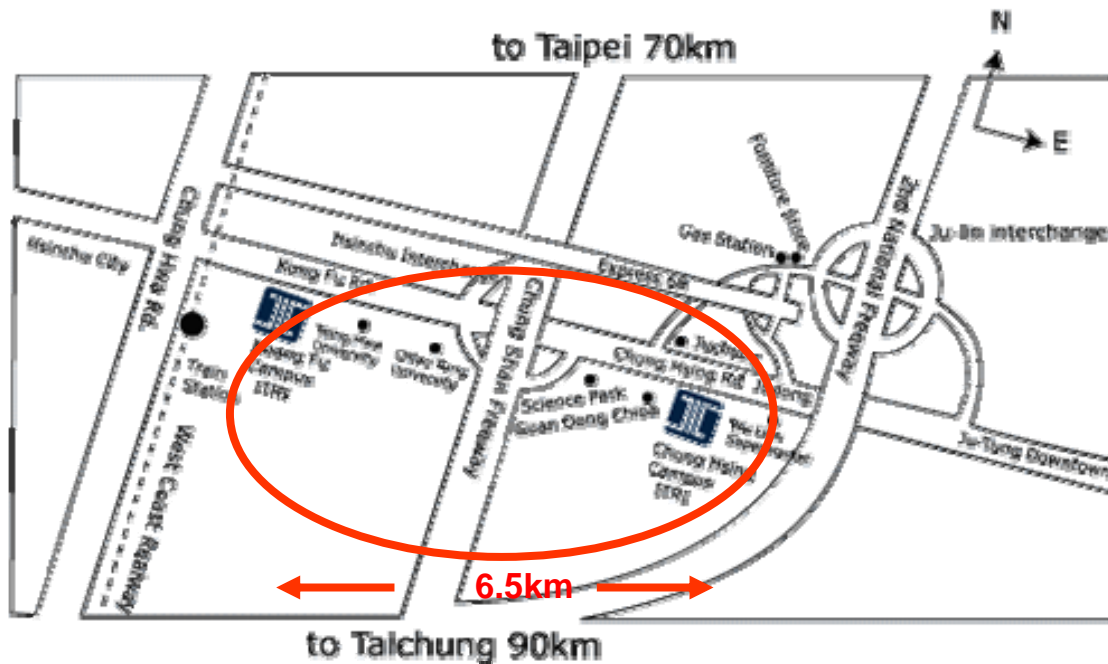 N
to Taipei 70km
E
Furniture Store
2nd National Freeway
Gas Station
Ju-lin interchange
Chung Hwa Rd.
Hsinchu City
Hsinchu Interch
Express 68
Kong Fu Rd
Chung Shan Freeway
Train
Station
Tsing Hua
University
Chiao Tung
University
Fu
Campus
ITRI
Chung Hsing Rd
Science Park
Guan Dong Chiao
Chung Hsing
Campus
ITRI
Ju-Tung Downtown
West Coast Realway
6.5km
to Taichung 90km